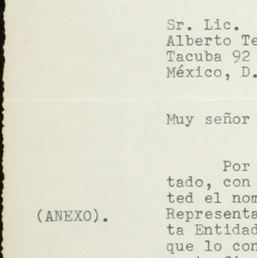 Sr. Lic.
Alberto Te
Tacuba 92
México, D.
Muy señor
Por
tado, con
ted el nom
(ANEXO). Representa
ta Entidad
que lo con